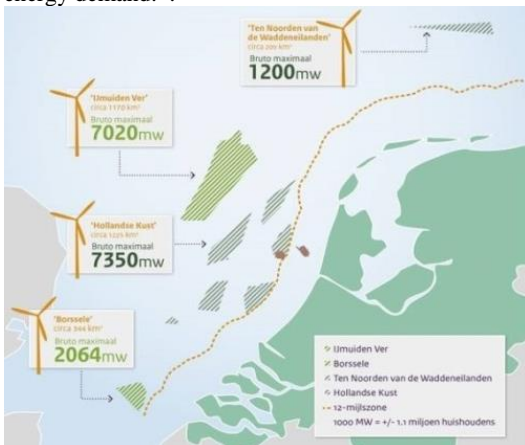 energy demand.
'Ten Noorden van
de Waddeneilanden'
circa 200 km²
Bruto maximaal
1200mw
'IJmuiden Ver'
circa 1170 km²
Bruto maximaal
7020mw
'Hollandse Kust'
circa 1225 km²
Bruto maximaal
7350mw
'Borssele'
circa 344 km²
Bruto maximaal
2064mw
IJmuiden Ver
Borssele
Ten Noorden van de Waddeneilanden
Hollandse Kust
12-mijlszone
1000 MW = +/- 1.1 miljoen huishoudens